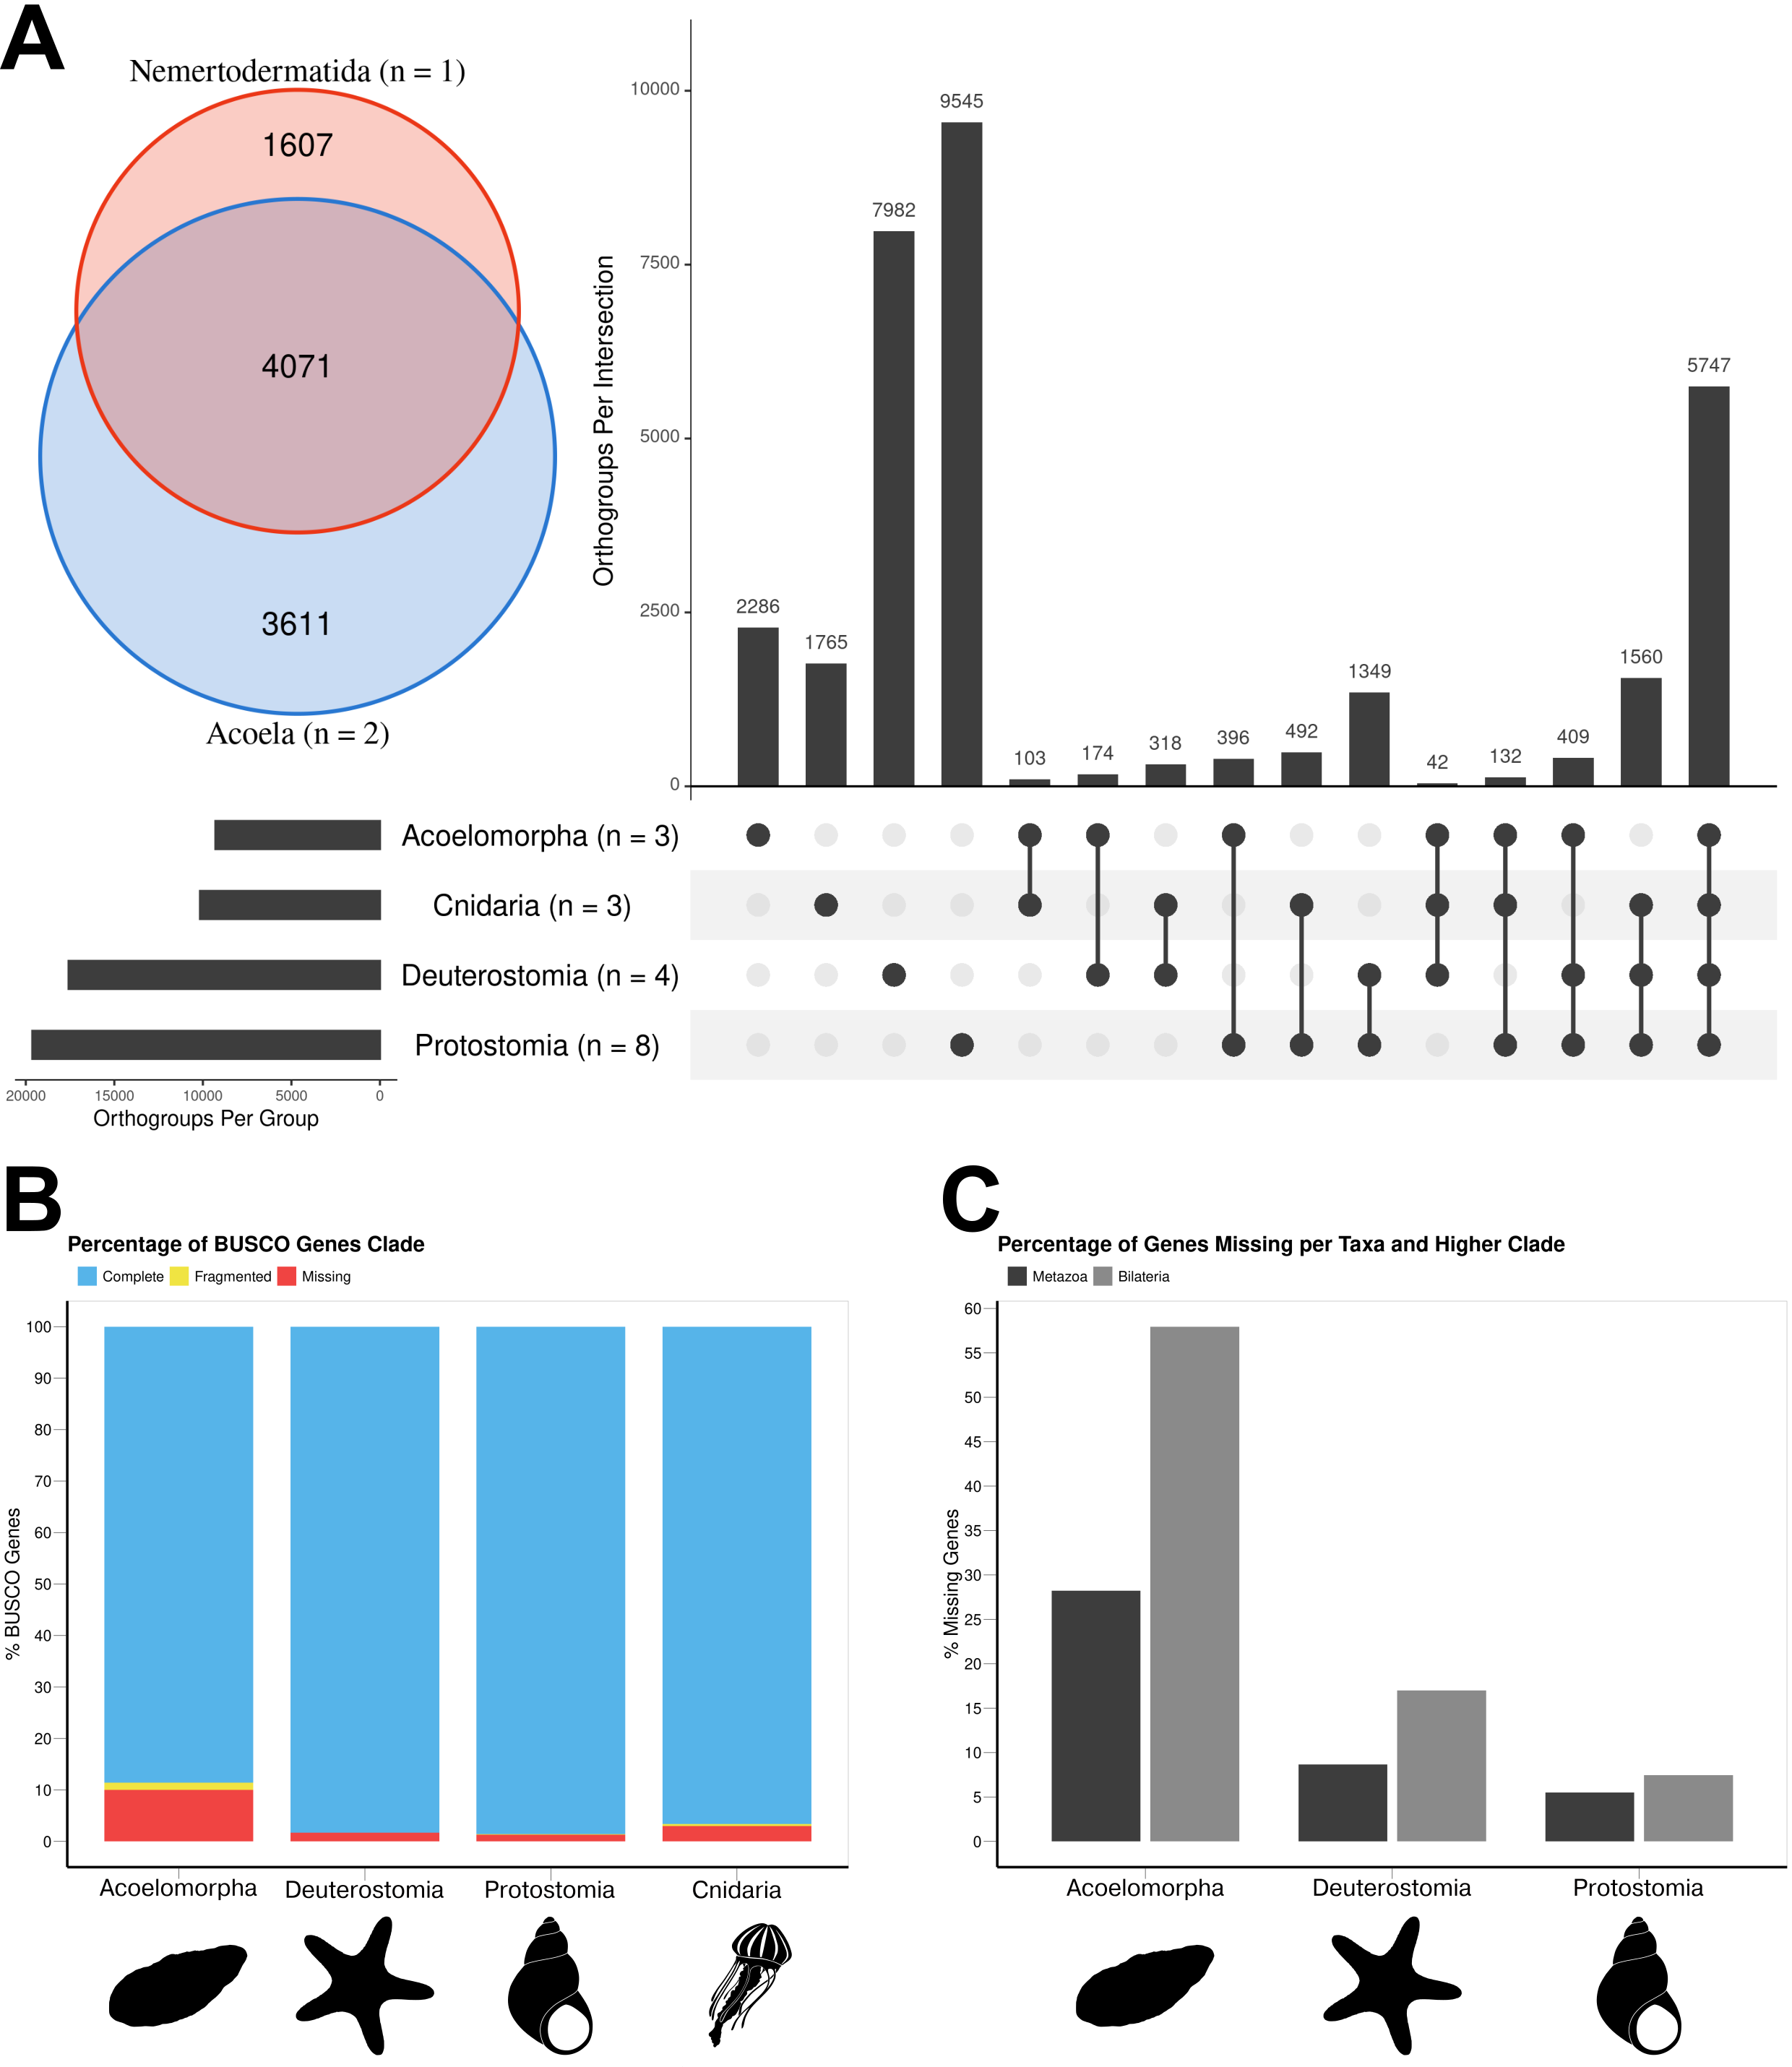 A
Nemertodermatida (n = 1)
1607
4071
3611
Acoela (n = 2)
Orthogroups Per Intersection
10000
7500
5000
2500
0
2286
1765
7982
9545
103
174
318
396
492
1349
42
132
409
1560
5747
Acoelomorpha (n = 3)
Cnidaria (n = 3)
Deuterostomia (n = 4)
Protostomia (n = 8)
20000 15000 10000 5000 0
Orthogroups Per Group
B
Percentage of BUSCO Genes Clade
Complete Fragmented Missing
% BUSCO Genes
100
90
80
70
60
50
40
30
20
10
0
Acoelomorpha Deuterostomia Protostomia Cnidaria
C
Percentage of Genes Missing per Taxa and Higher Clade
Metazoa Bilateria
% Missing Genes
60
55
50
45
40
35
30
25
20
15
10
5
0
Acoelomorpha Deuterostomia Protostomia